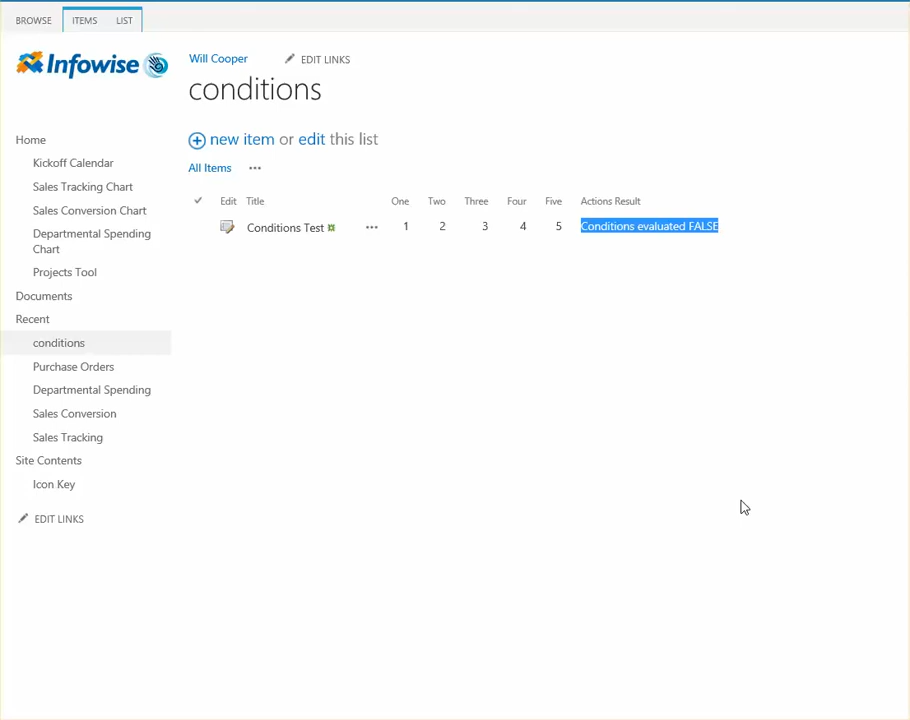 BROWSE ITEMS LIST
Infowise
Will Cooper EDIT LINKS
conditions
new item or edit this list
All Items ...
Edit Title One Two Three Four Five Actions Result
Conditions Test ... 1 2 3 4 5 Conditions evaluated FALSE
Home
Kickoff Calendar
Sales Tracking Chart
Sales Conversion Chart
Departmental Spending
Chart
Projects Tool
Documents
Recent
conditions
Purchase Orders
Departmental Spending
Sales Conversion
Sales Tracking
Site Contents
Icon Key
EDIT LINKS